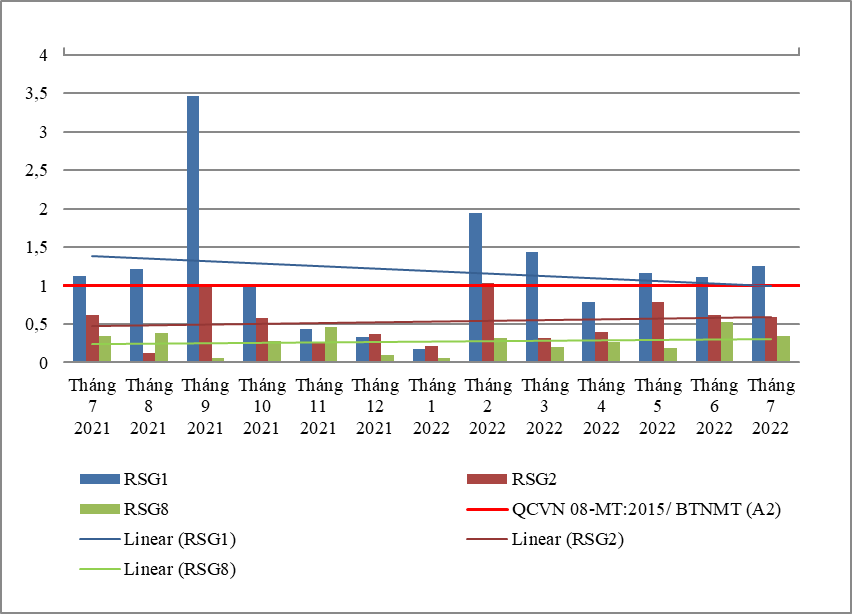 4
3,5
3
2,5
2
1,5
1
0,5
0
Tháng Tháng Tháng Tháng Tháng Tháng Tháng Tháng Tháng Tháng Tháng Tháng Tháng
7 8 9 10 11 12 1 2 3 4 5 6 7
2021 2021 2021 2021 2021 2021 2022 2022 2022 2022 2022 2022 2022
RSG1 RSG2
RSG8 QCVN 08-MT:2015/ BTNMT (A2)
Linear (RSG1) Linear (RSG2)
Linear (RSG8)